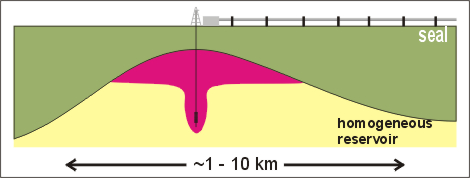 seal
homogeneous
reservoir
~1 - 10 km